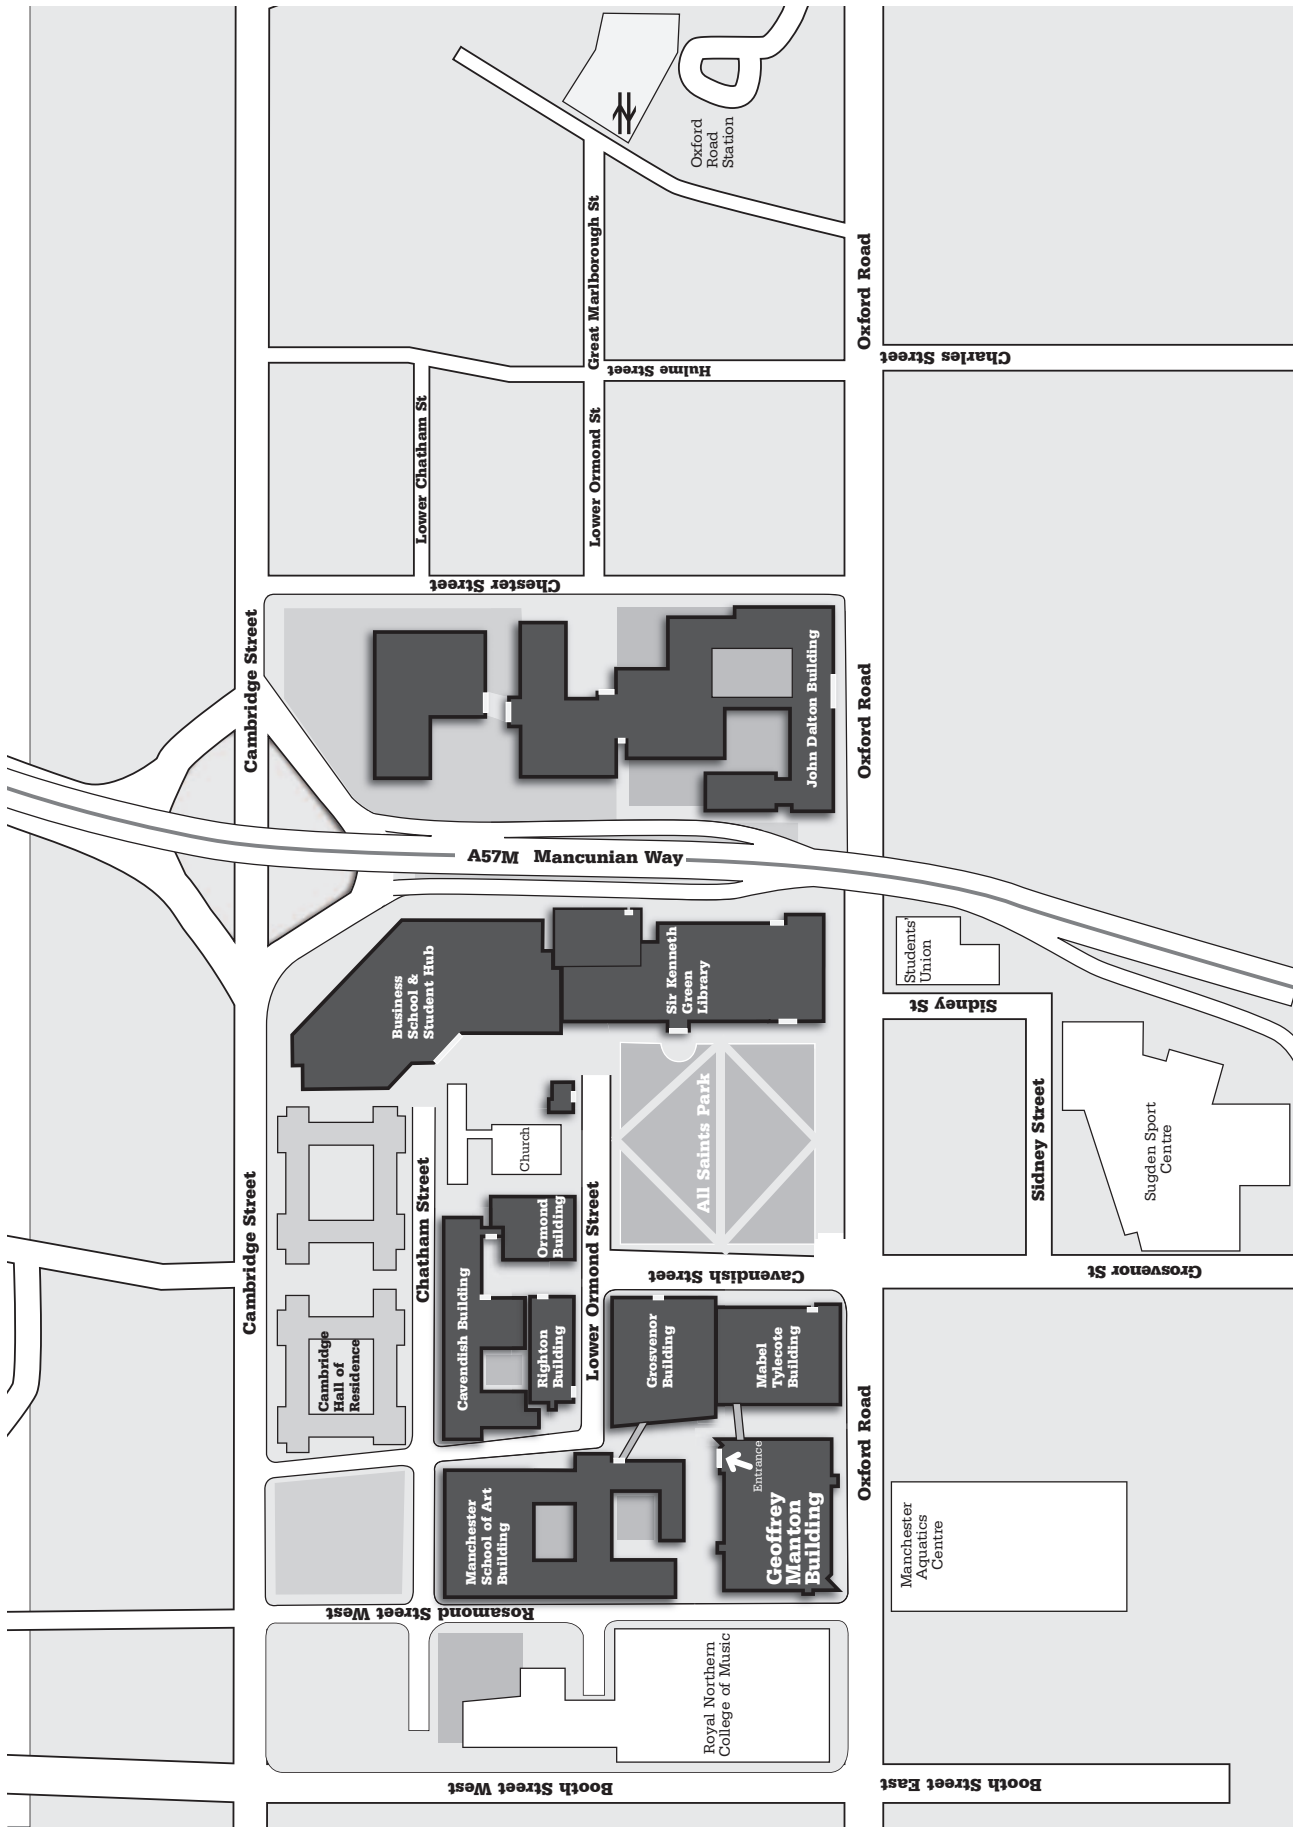 Oxford
Road
Station
Great Marlborough St
Oxford Road
Charles Street
Hulme Street
Lower Chatham St
Lower Ormond St
Chester Street
Cambridge Street
John Dalton Building
Oxford Road
A57M Mancunian Way
Business
School &
Student Hub
Sir Kenneth
Green
Library
Students'
Union
Sidney St
All Saints Park
Church
Sidney Street
Sugden Sport
Centre
Cambridge Street
Chatham Street
Ormond
Building
Lower Ormond Street
Cavendish Street
Grosvenor St
Cambridge
Hall of
Residence
Cavendish Building
Righton
Building
Grosvenor
Building
Mabel
Tylecote
Building
Oxford Road
Entrance
Manchester
School of Art
Building
Geoffrey
Manton
Building
Manchester
Aquatics
Centre
Rosamond Street West
Royal Northern
College of Music
Booth Street West
Booth Street East